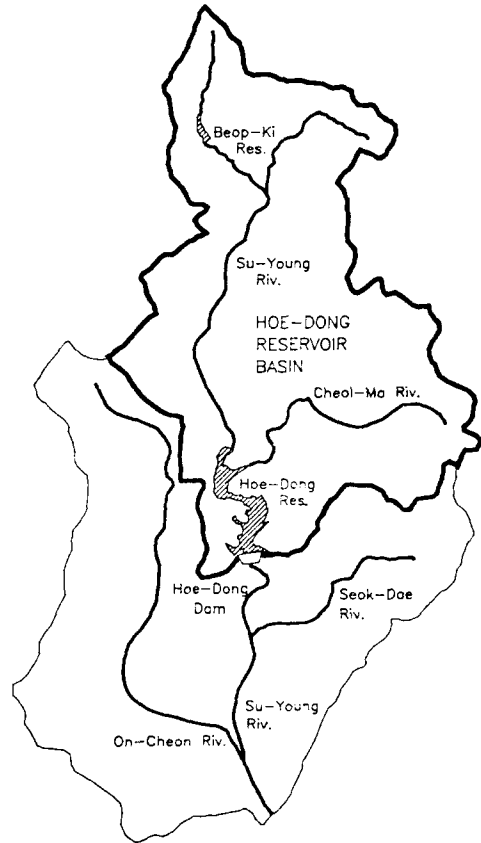 Beop-Ki
Res.
Su-Young
Riv.
HOE-DONG
RESERVOIR
BASIN
Cheol-Ma Riv.
Hoe-Dong
Res.
Hoe-Dong
Dam
Seok-Dae
Riv.
Su-Young
Riv.
On-Cheon Riv.